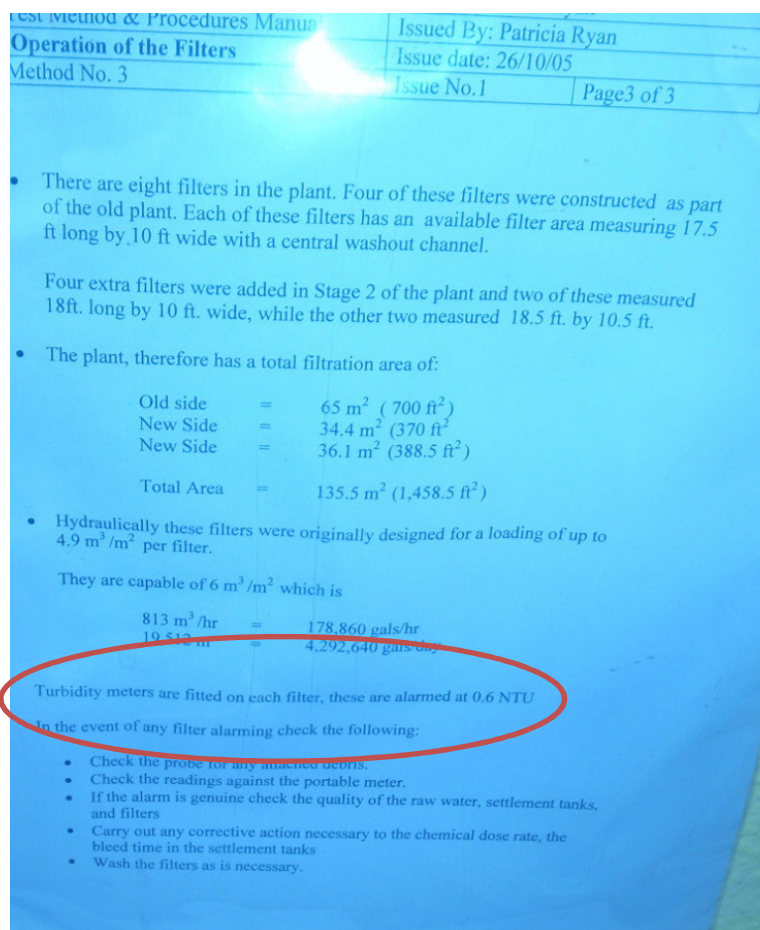 Test Method & Procedures Manual
Issued By: Patricia Ryan
Operation of the Filters
Issue date: 26/10/05
Method No. 3
Issue No.1
Page3 of 3
• There are eight filters in the plant. Four of these filters were constructed as part
of the old plant. Each of these filters has an available filter area measuring 17.5
ft long by 10 ft wide with a central washout channel.
Four extra filters were added in Stage 2 of the plant and two of these measured
18ft. long by 10 ft. wide, while the other two measured 18.5 ft. by 10.5 ft.
• The plant, therefore has a total filtration area of:
Old side = 65 m² ( 700 ft²)
New Side = 34.4 m² (370 ft²
New Side = 36.1 m² (388.5 ft²)
Total Area = 135.5 m² (1,458.5 ft²)
• Hydraulically these filters were originally designed for a loading of up to
4.9 m³/m² per filter.
They are capable of 6 m³/m² which is
813 m³/hr = 178,860 gals/hr
19,512 m = 4,292,640 gals/day
Turbidity meters are fitted on each filter, these are alarmed at 0.6 NTU
In the event of any filter alarming check the following:
• Check the probe for any attached debris.
• Check the readings against the portable meter.
• If the alarm is genuine check the quality of the raw water, settlement tanks,
and filters
• Carry out any corrective action necessary to the chemical dose rate, the
bleed time in the settlement tanks
• Wash the filters as is necessary.